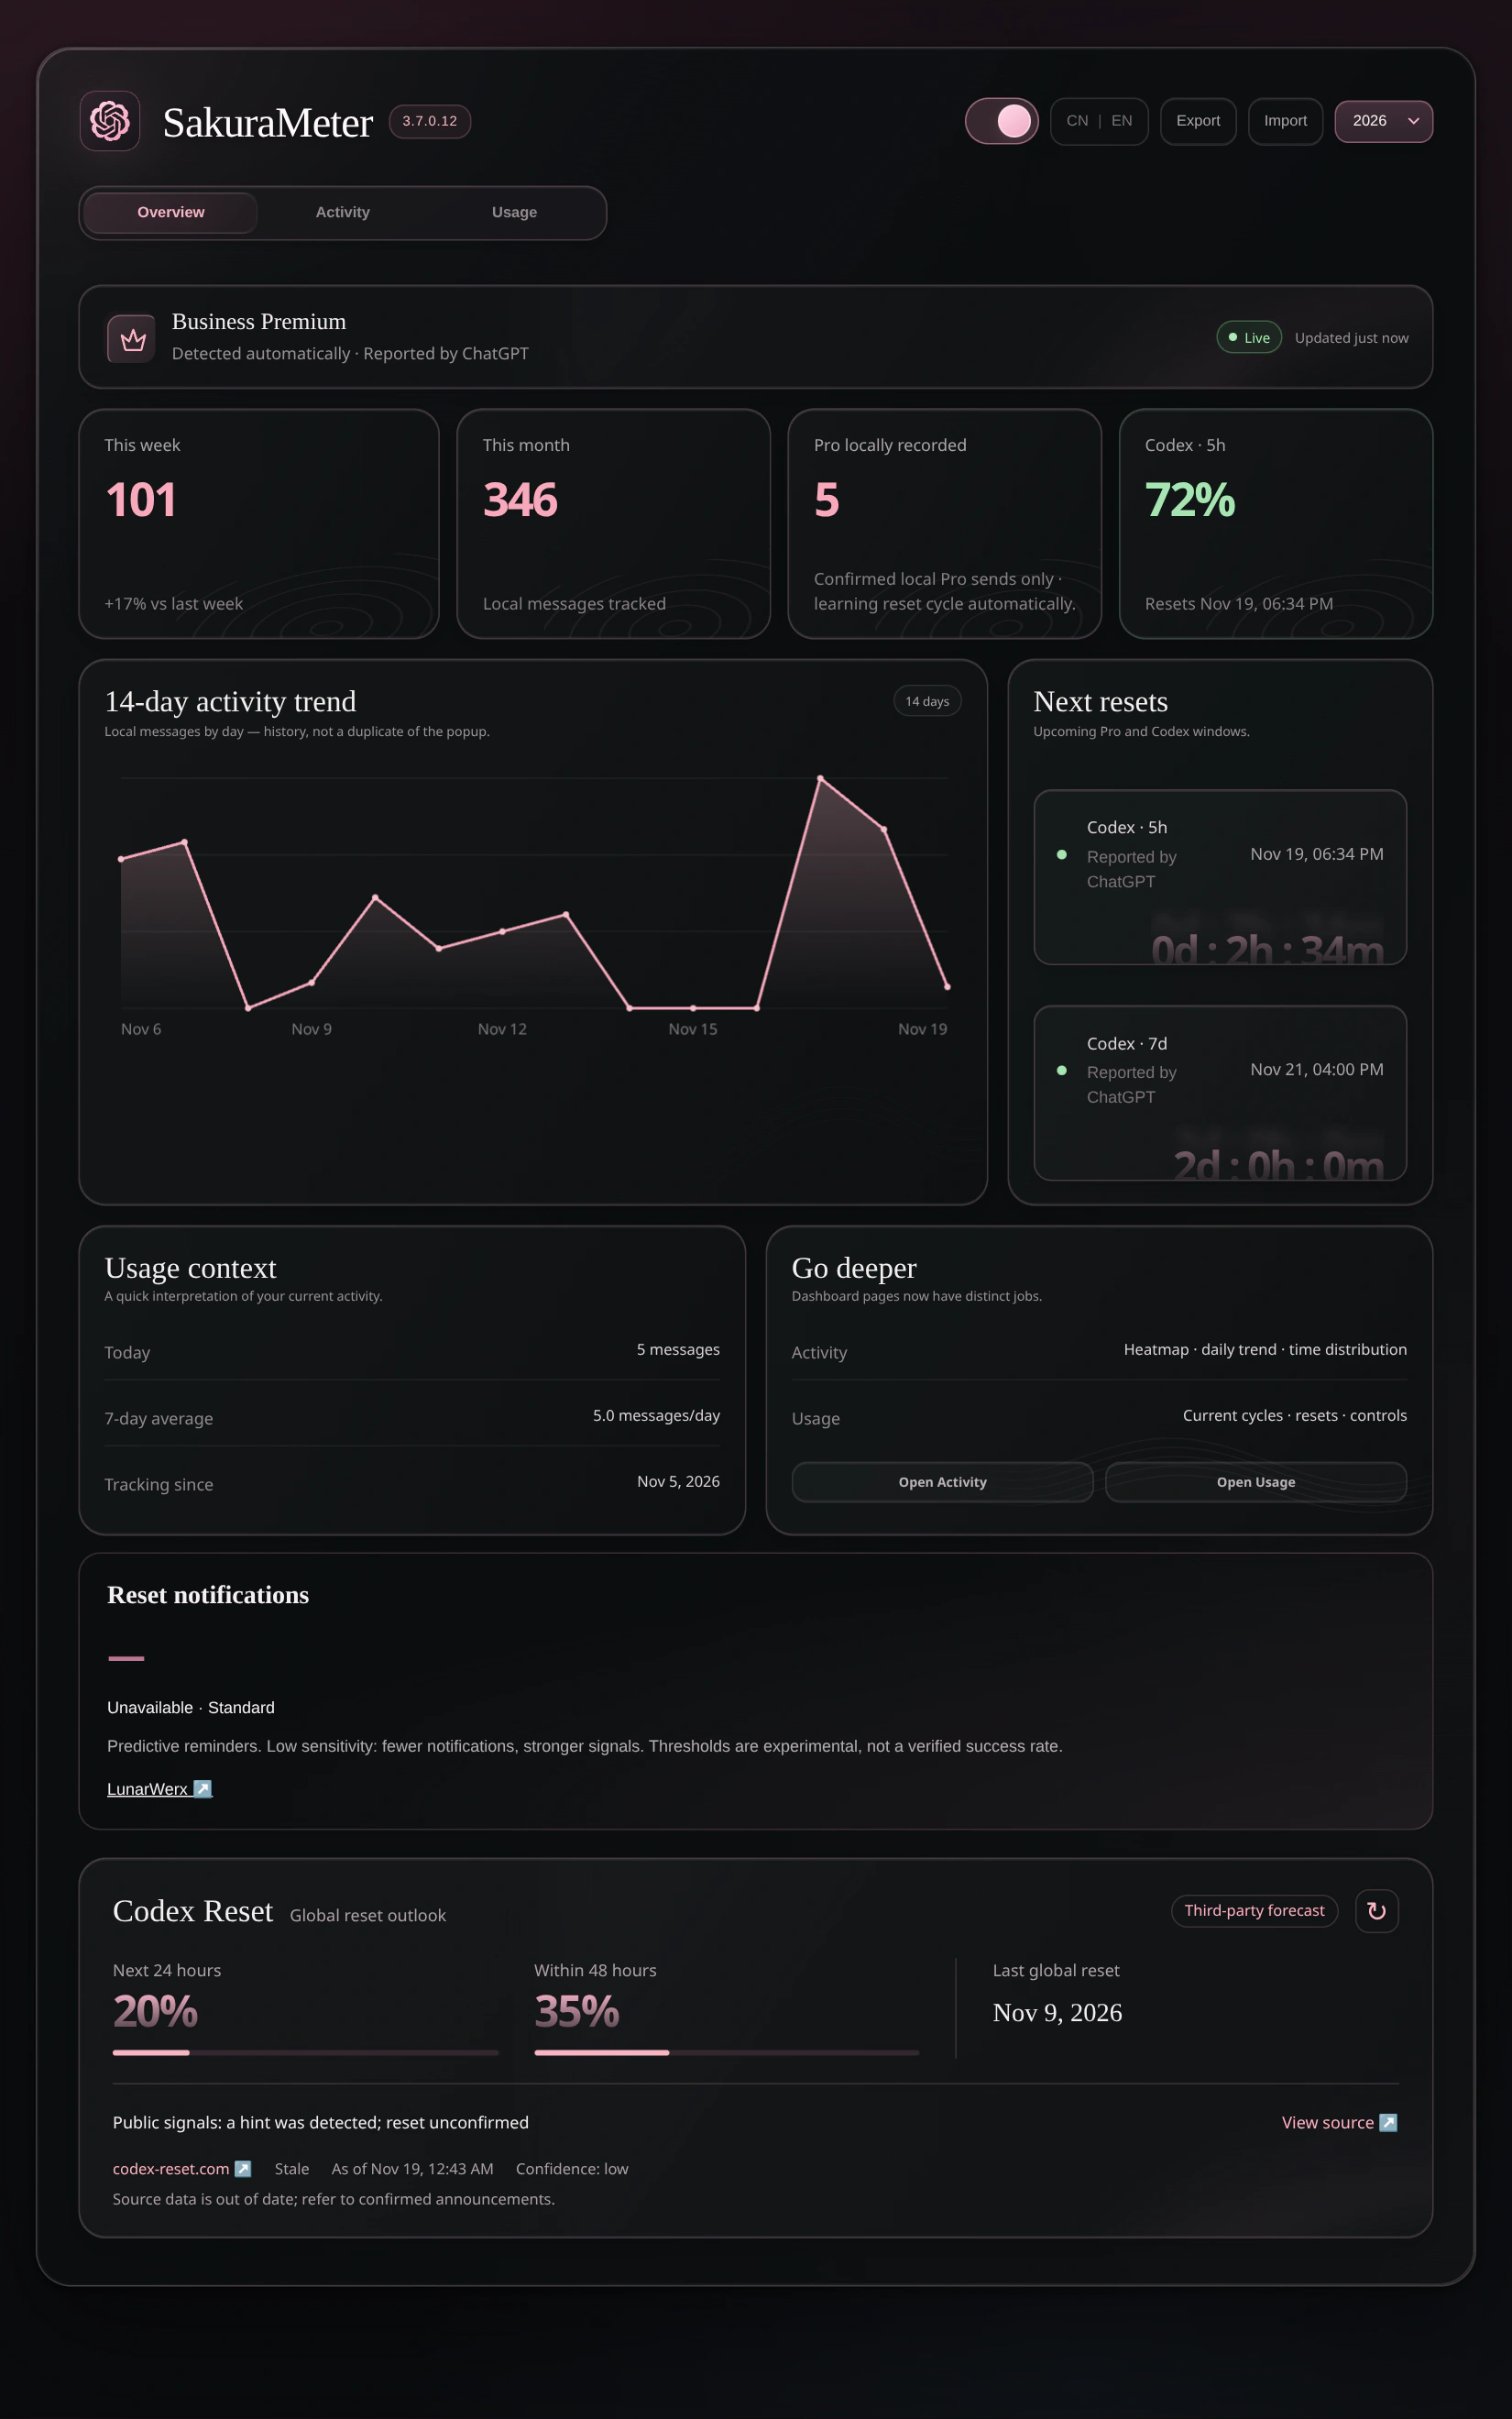 SakuraMeter
3.7.0.12
CN | EN
Export
Import
2026
Overview
Activity
Usage
Business Premium
Detected automatically · Reported by ChatGPT
Live
Updated just now
This week
101
+17% vs last week
This month
346
Local messages tracked
Pro locally recorded
5
Confirmed local Pro sends only ·
learning reset cycle automatically.
Codex · 5h
72%
Resets Nov 19, 06:34 PM
14-day activity trend
14 days
Local messages by day — history, not a duplicate of the popup.
Nov 6
Nov 9
Nov 12
Nov 15
Nov 19
Next resets
Upcoming Pro and Codex windows.
Codex · 5h
Reported by
ChatGPT
Nov 19, 06:34 PM
0d : 2h : 34m
Codex · 7d
Reported by
ChatGPT
Nov 21, 04:00 PM
2d : 0h : 0m
Usage context
A quick interpretation of your current activity.
Today
5 messages
7-day average
5.0 messages/day
Tracking since
Nov 5, 2026
Go deeper
Dashboard pages now have distinct jobs.
Activity
Heatmap · daily trend · time distribution
Usage
Current cycles · resets · controls
Open Activity
Open Usage
Reset notifications
—
Unavailable · Standard
Predictive reminders. Low sensitivity: fewer notifications, stronger signals. Thresholds are experimental, not a verified success rate.
LunarWerx ↗
Codex Reset
Global reset outlook
Third-party forecast
↻
Next 24 hours
20%
Within 48 hours
35%
Last global reset
Nov 9, 2026
Public signals: a hint was detected; reset unconfirmed
View source ↗
codex-reset.com ↗
Stale
As of Nov 19, 12:43 AM
Confidence: low
Source data is out of date; refer to confirmed announcements.